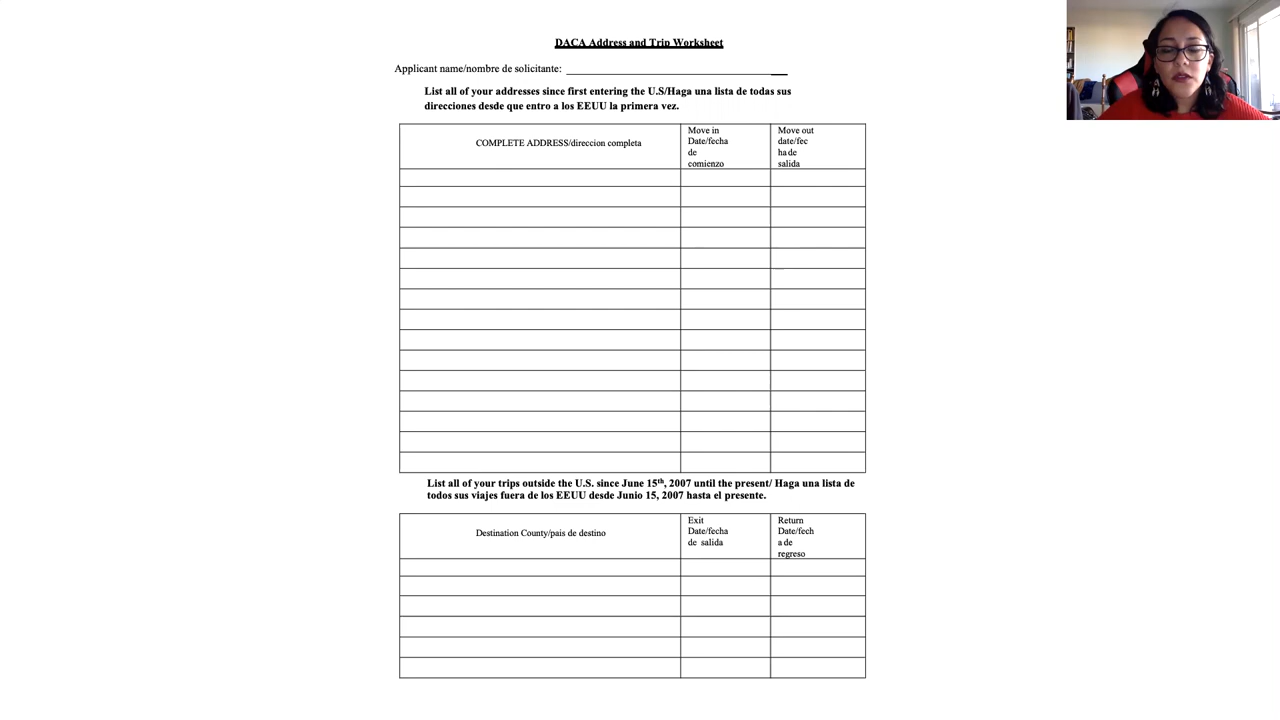 DACA Address and Trip Worksheet
Applicant name/nombre de solicitante:
List all of your addresses since first entering the U.S/Haga una lista de todas sus
direcciones desde que entro a los EEUU la primera vez.
COMPLETE ADDRESS/direccion completa
Move in
Date/fecha
de
comienzo
Move out
date/fec
ha de
salida
List all of your trips outside the U.S. since June 15th, 2007 until the present/ Haga una lista de
todos sus viajes fuera de los EEUU desde Junio 15, 2007 hasta el presente.
Destination County/pais de destino
Exit
Date/fecha
de salida
Return
Date/fech
a de
regreso